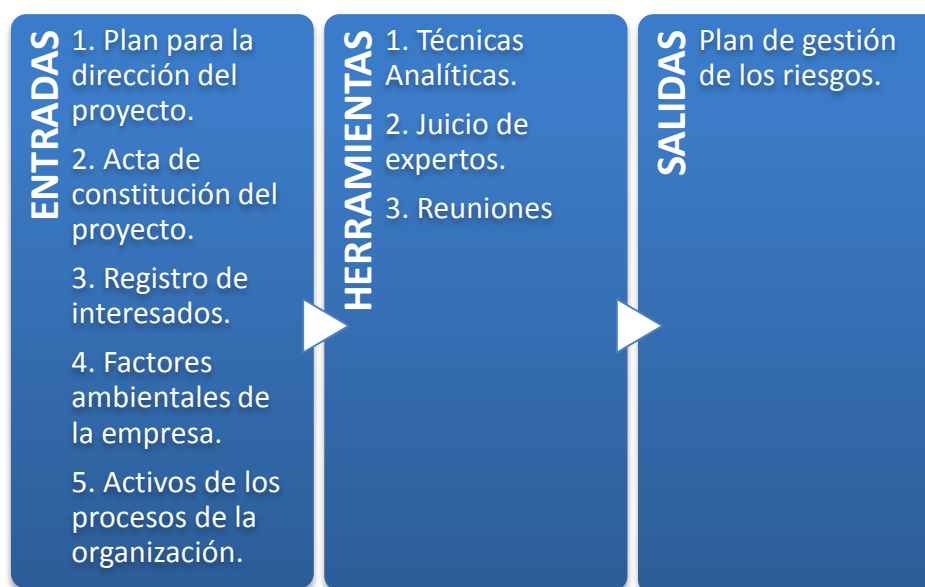 ENTRADAS
1. Plan para la
dirección del
proyecto.
2. Acta de
constitución del
proyecto.
3. Registro de
interesados.
4. Factores
ambientales de
la empresa.
5. Activos de los
procesos de la
organización.
HERRAMIENTAS
1. Técnicas
Analíticas.
2. Juicio de
expertos.
3. Reuniones
SALIDAS
Plan de gestión
de los riesgos.